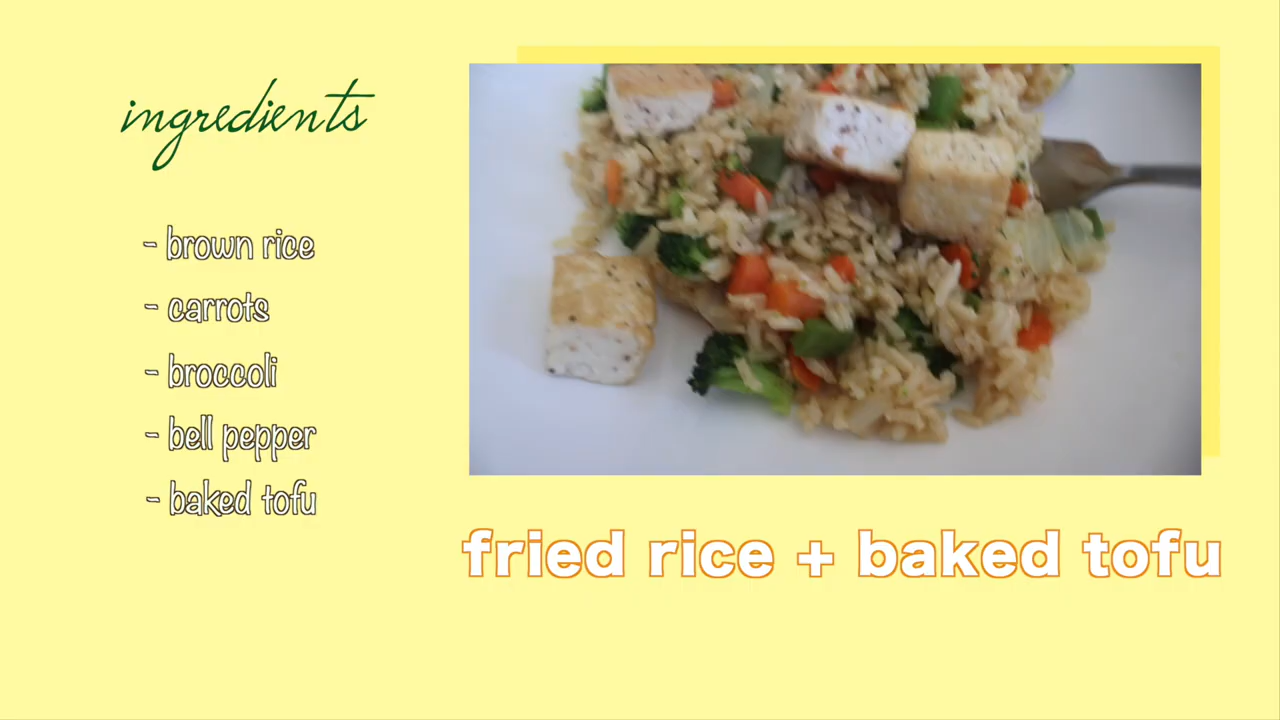 ingredients
- brown rice
- carrots
- broccoli
- bell pepper
- baked tofu
fried rice + baked tofu